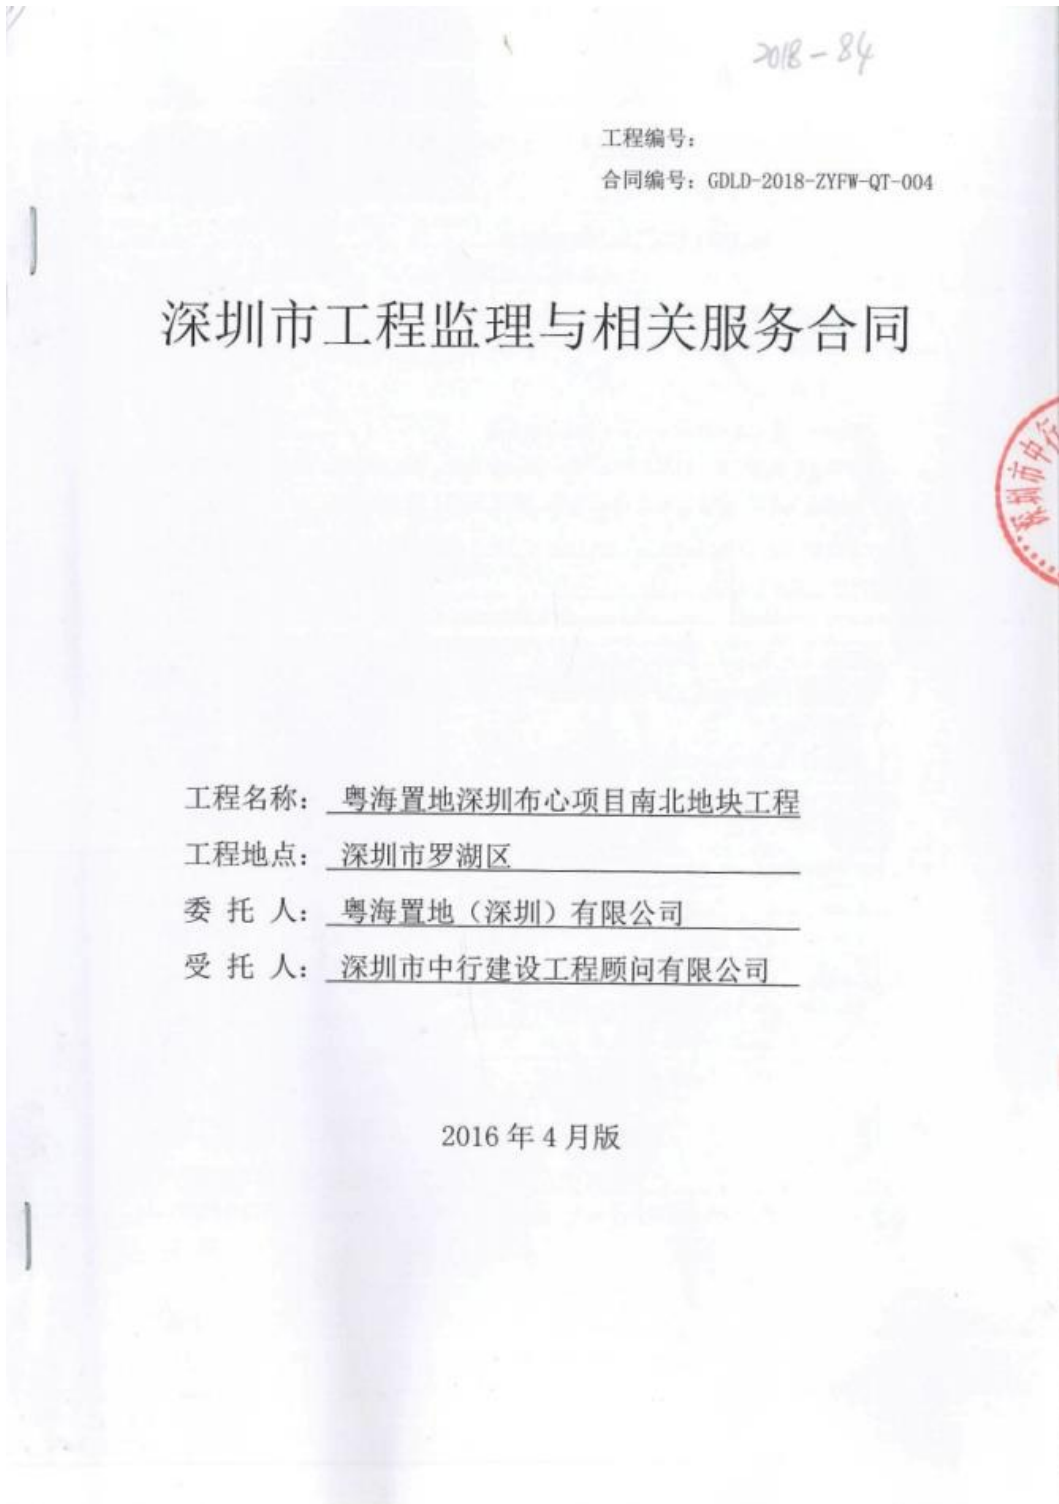 2018-84
工程编号：
合同编号：GDLD-2018-ZYFW-QT-004
深圳市工程监理与相关服务合同
深圳市中行
工程名称：粤海置地深圳布心项目南北地块工程
工程地点：深圳市罗湖区
委托人：粤海置地（深圳）有限公司
受托人：深圳市中行建设工程顾问有限公司
2016年4月版